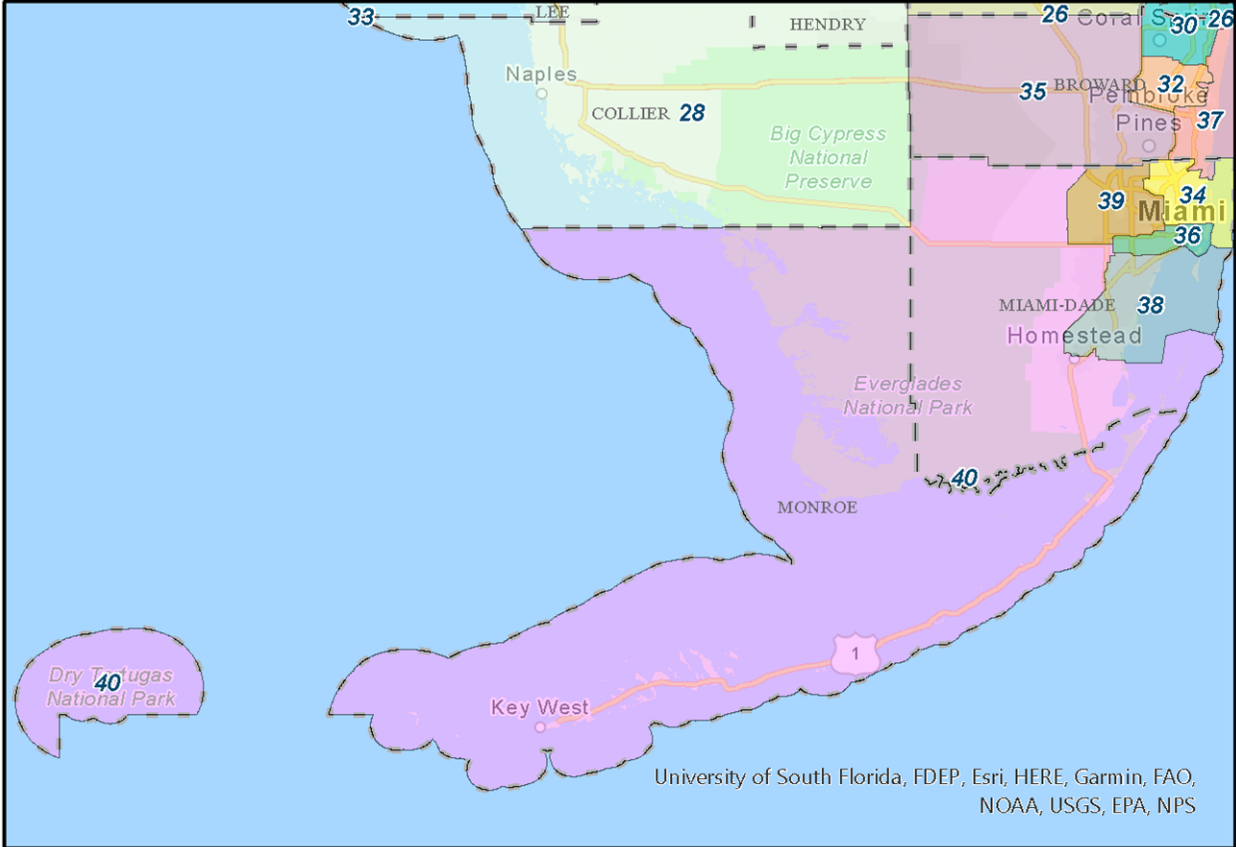 33
LEE
HENDRY
26
Coral Spri
30
26
Naples
COLLIER
28
35
BROWARD
32
Pembroke
Pines
37
Big Cypress
National
Preserve
39
34
Miami
36
MIAMI-DADE
38
Homestead
Everglades
National Park
40
MONROE
1
Dry Tortugas
National Park
40
Key West
University of South Florida, FDEP, Esri, HERE, Garmin, FAO,
NOAA, USGS, EPA, NPS